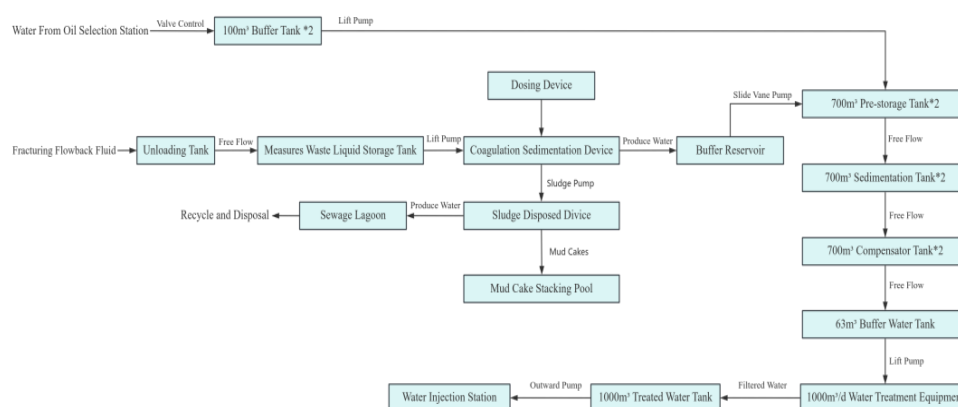 Water From Oil Selection Station
Valve Control
100m³ Buffer Tank *2
Lift Pump
Dosing Device
Slide Vane Pump
700m³ Pre-storage Tank*2
Fracturing Flowback Fluid
Unloading Tank
Free Flow
Measures Waste Liquid Storage Tank
Lift Pump
Coagulation Sedimentation Device
Produce Water
Buffer Reservoir
Free Flow
700m³ Sedimentation Tank*2
Sludge Pump
Recycle and Disposal
Sewage Lagoon
Produce Water
Sludge Disposed Divice
Free Flow
700m³ Compensator Tank*2
Mud Cakes
Mud Cake Stacking Pool
Free Flow
63m³ Buffer Water Tank
Lift Pump
Water Injection Station
Outward Pump
1000m³ Treated Water Tank
Filtered Water
1000m³/d Water Treatment Equipmen